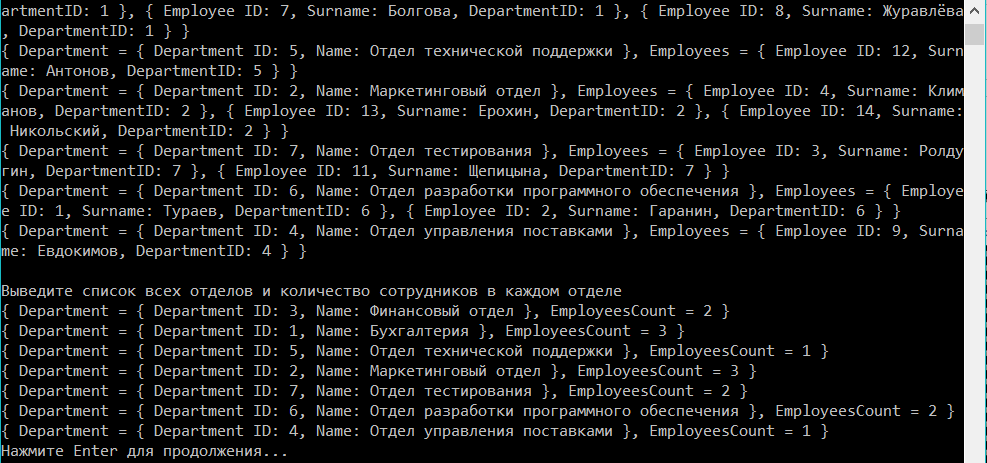 artmentID: 1 }, { Employee ID: 7, Surname: Болгова, DepartmentID: 1 }, { Employee ID: 8, Surname: Журавлёва
, DepartmentID: 1 } }
{ Department = { Department ID: 5, Name: Отдел технической поддержки }, Employees = { Employee ID: 12, Surn
ame: Антонов, DepartmentID: 5 } }
{ Department = { Department ID: 2, Name: Маркетинговый отдел }, Employees = { Employee ID: 4, Surname: Клим
анов, DepartmentID: 2 }, { Employee ID: 13, Surname: Ерохин, DepartmentID: 2 }, { Employee ID: 14, Surname:
 Никольский, DepartmentID: 2 } }
{ Department = { Department ID: 7, Name: Отдел тестирования }, Employees = { Employee ID: 3, Surname: Ролду
гин, DepartmentID: 7 }, { Employee ID: 11, Surname: Щепицына, DepartmentID: 7 } }
{ Department = { Department ID: 6, Name: Отдел разработки программного обеспечения }, Employees = { Employe
e ID: 1, Surname: Тураев, DepartmentID: 6 }, { Employee ID: 2, Surname: Гаранин, DepartmentID: 6 } }
{ Department = { Department ID: 4, Name: Отдел управления поставками }, Employees = { Employee ID: 9, Surna
me: Евдокимов, DepartmentID: 4 } }

Выведите список всех отделов и количество сотрудников в каждом отделе
{ Department = { Department ID: 3, Name: Финансовый отдел }, EmployeesCount = 2 }
{ Department = { Department ID: 1, Name: Бухгалтерия }, EmployeesCount = 3 }
{ Department = { Department ID: 5, Name: Отдел технической поддержки }, EmployeesCount = 1 }
{ Department = { Department ID: 2, Name: Маркетинговый отдел }, EmployeesCount = 3 }
{ Department = { Department ID: 7, Name: Отдел тестирования }, EmployeesCount = 2 }
{ Department = { Department ID: 6, Name: Отдел разработки программного обеспечения }, EmployeesCount = 2 }
{ Department = { Department ID: 4, Name: Отдел управления поставками }, EmployeesCount = 1 }
Нажмите Enter для продолжения...